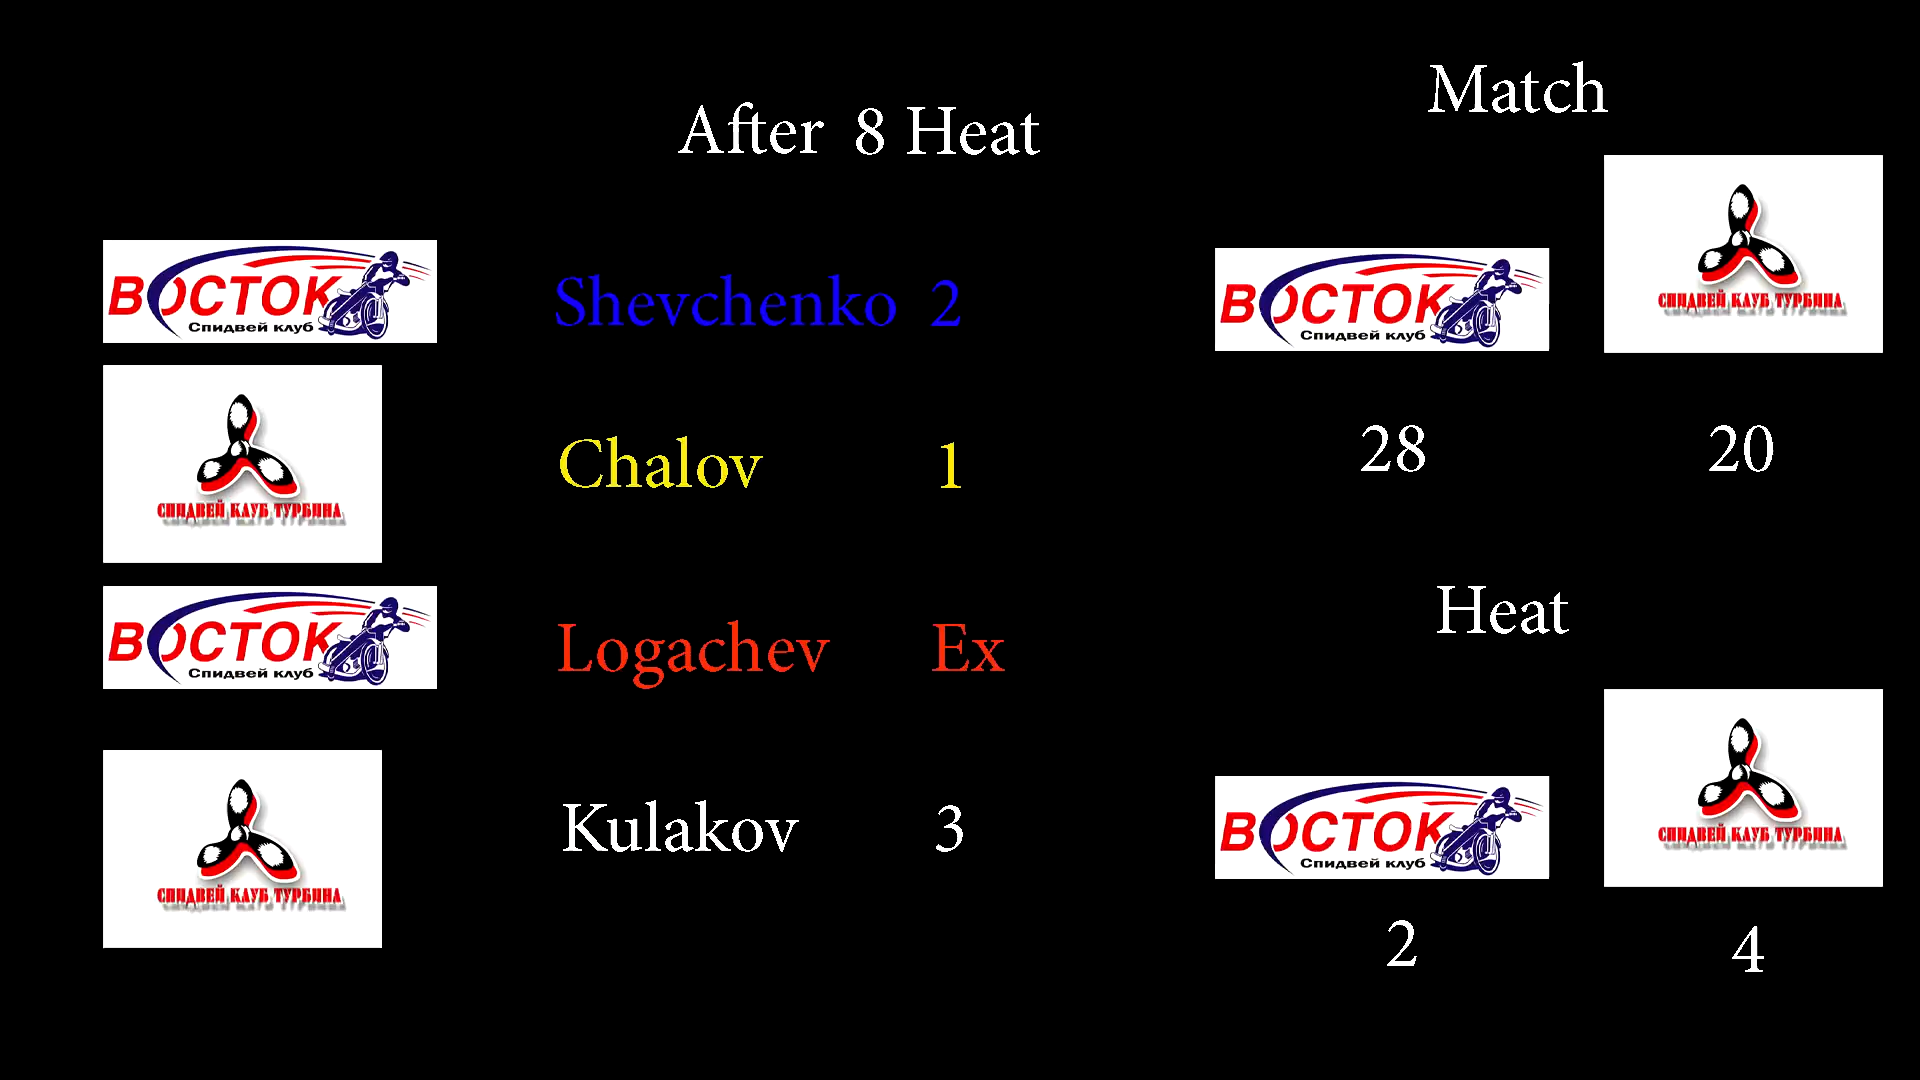 After 8 Heat
ВОСТОК
Спидвей клуб
Shevchenko 2
СПИДВЕЙ КЛУБ ТУРБИНА
Chalov 1
ВОСТОК
Спидвей клуб
Logachev Ex
СПИДВЕЙ КЛУБ ТУРБИНА
Kulakov 3
Match
ВОСТОК
Спидвей клуб
СПИДВЕЙ КЛУБ ТУРБИНА
28 20
Heat
ВОСТОК
Спидвей клуб
СПИДВЕЙ КЛУБ ТУРБИНА
2 4